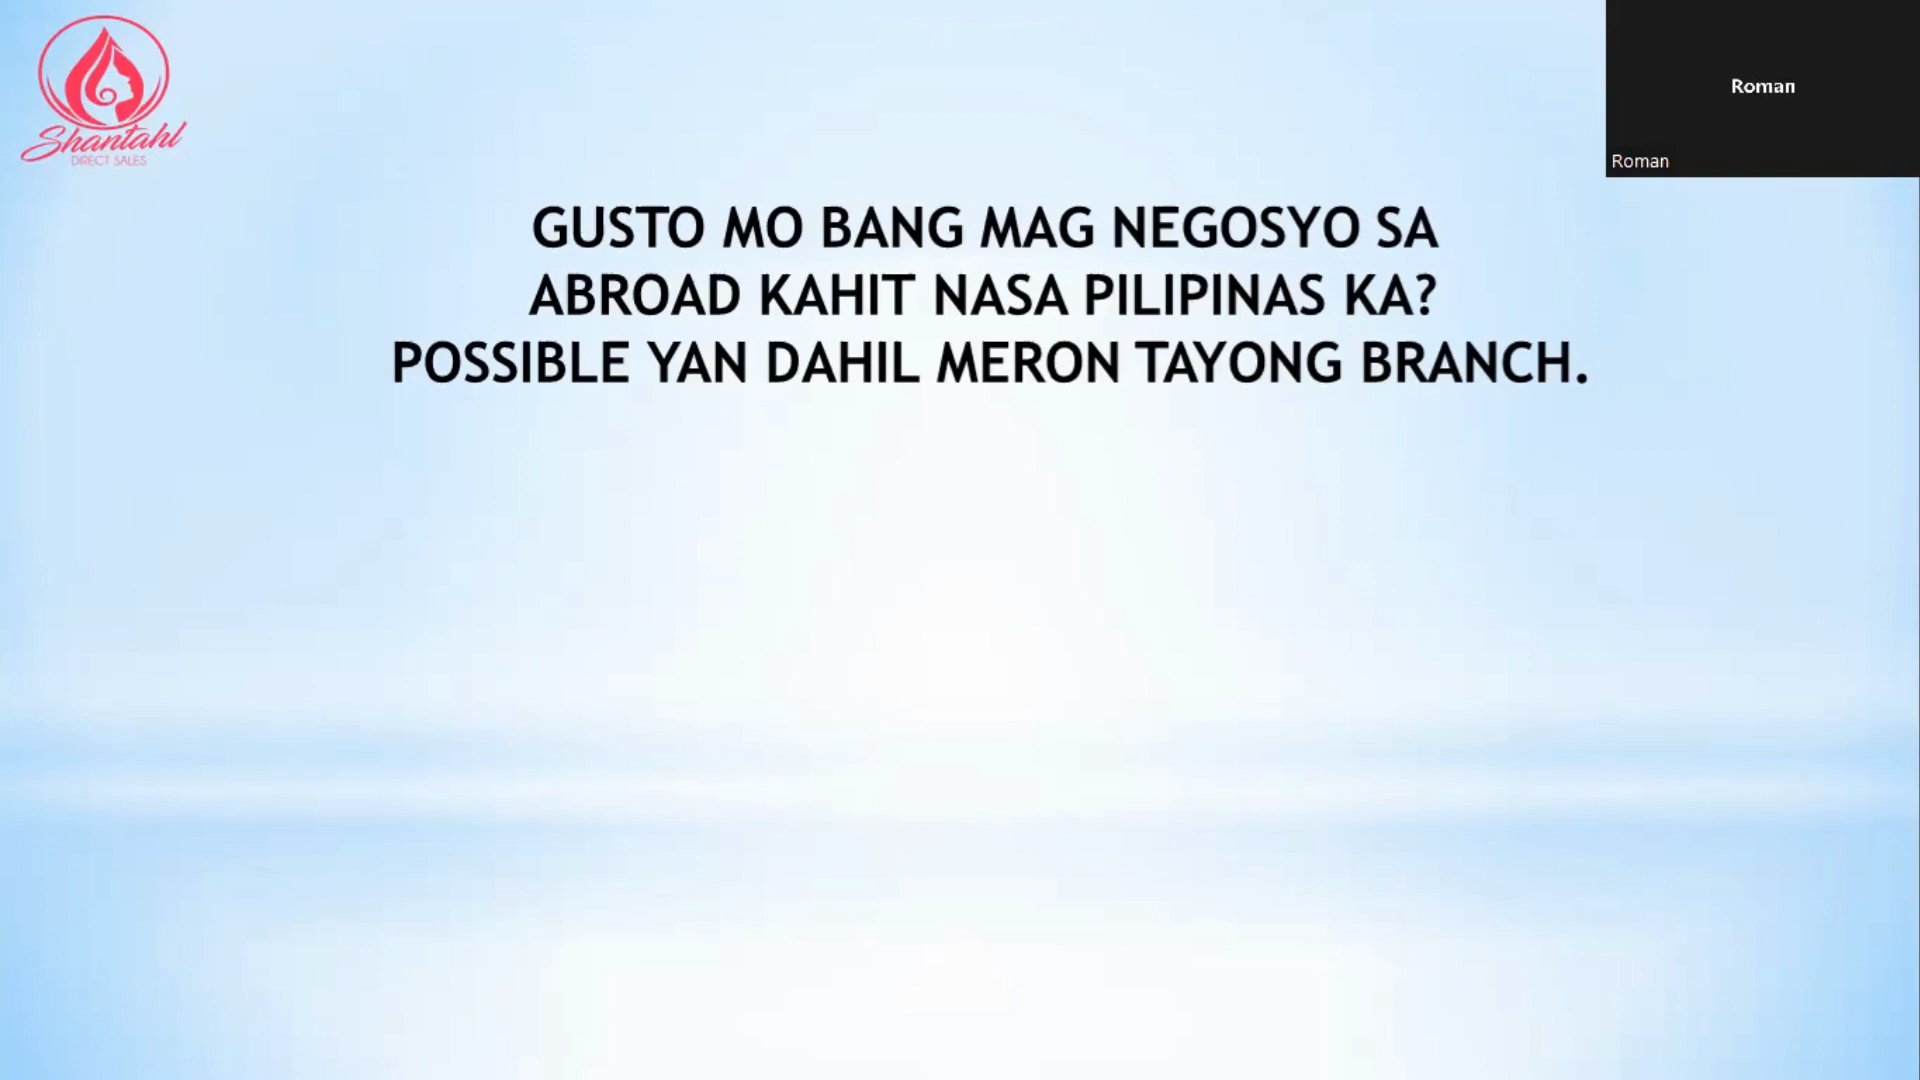 Shantahl
DIRECT SALES
Roman
Roman
GUSTO MO BANG MAG NEGOSYO SA
ABROAD KAHIT NASA PILIPINAS KA?
POSSIBLE YAN DAHIL MERON TAYONG BRANCH.